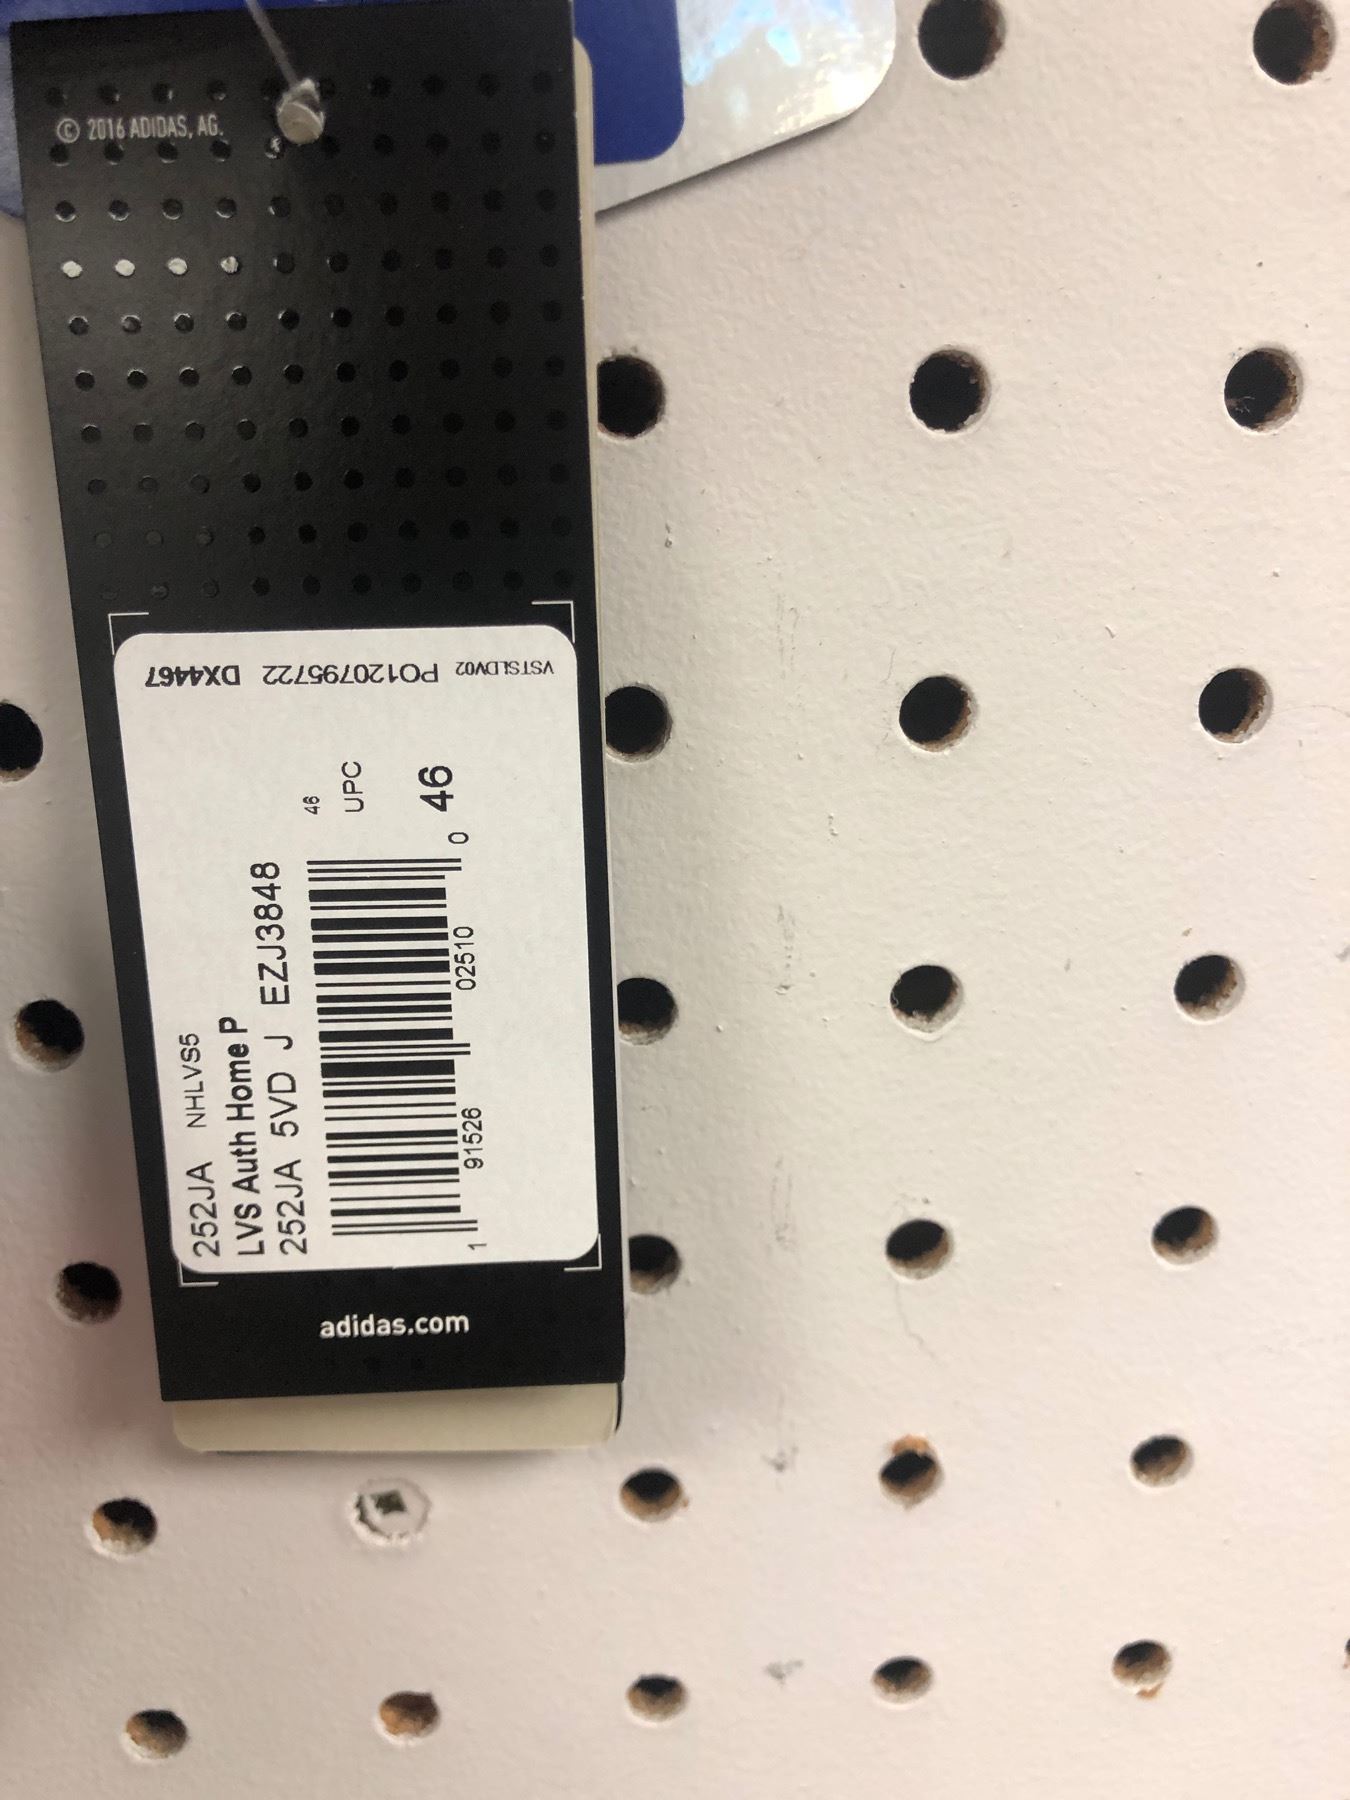 © 2016 ADIDAS, AG.
DX4467 PO120795722 VSTSLDV02
252JA NHLVS5
LVS Auth Home P
252JA 5VD J EZJ3848
46
UPC
46
1 91526 02510 0
adidas.com